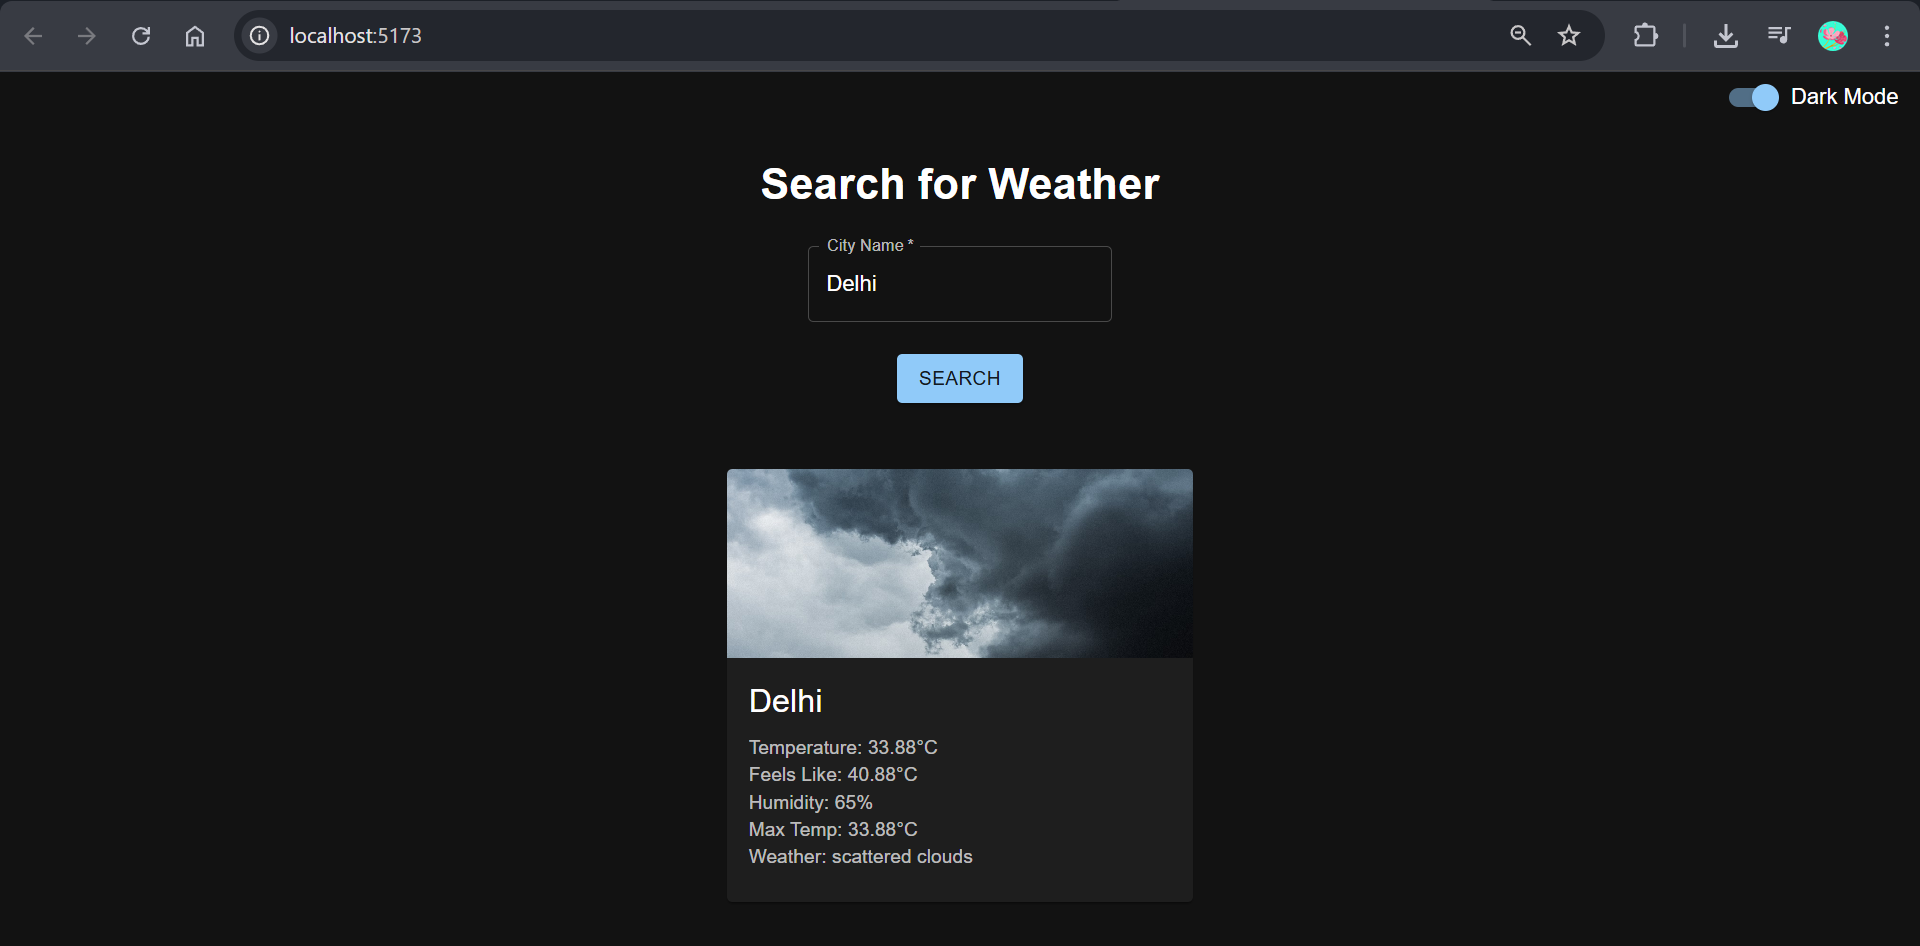 localhost:5173
Dark Mode
Search for Weather
City Name *
Delhi
SEARCH
Delhi
Temperature: 33.88°C
Feels Like: 40.88°C
Humidity: 65%
Max Temp: 33.88°C
Weather: scattered clouds